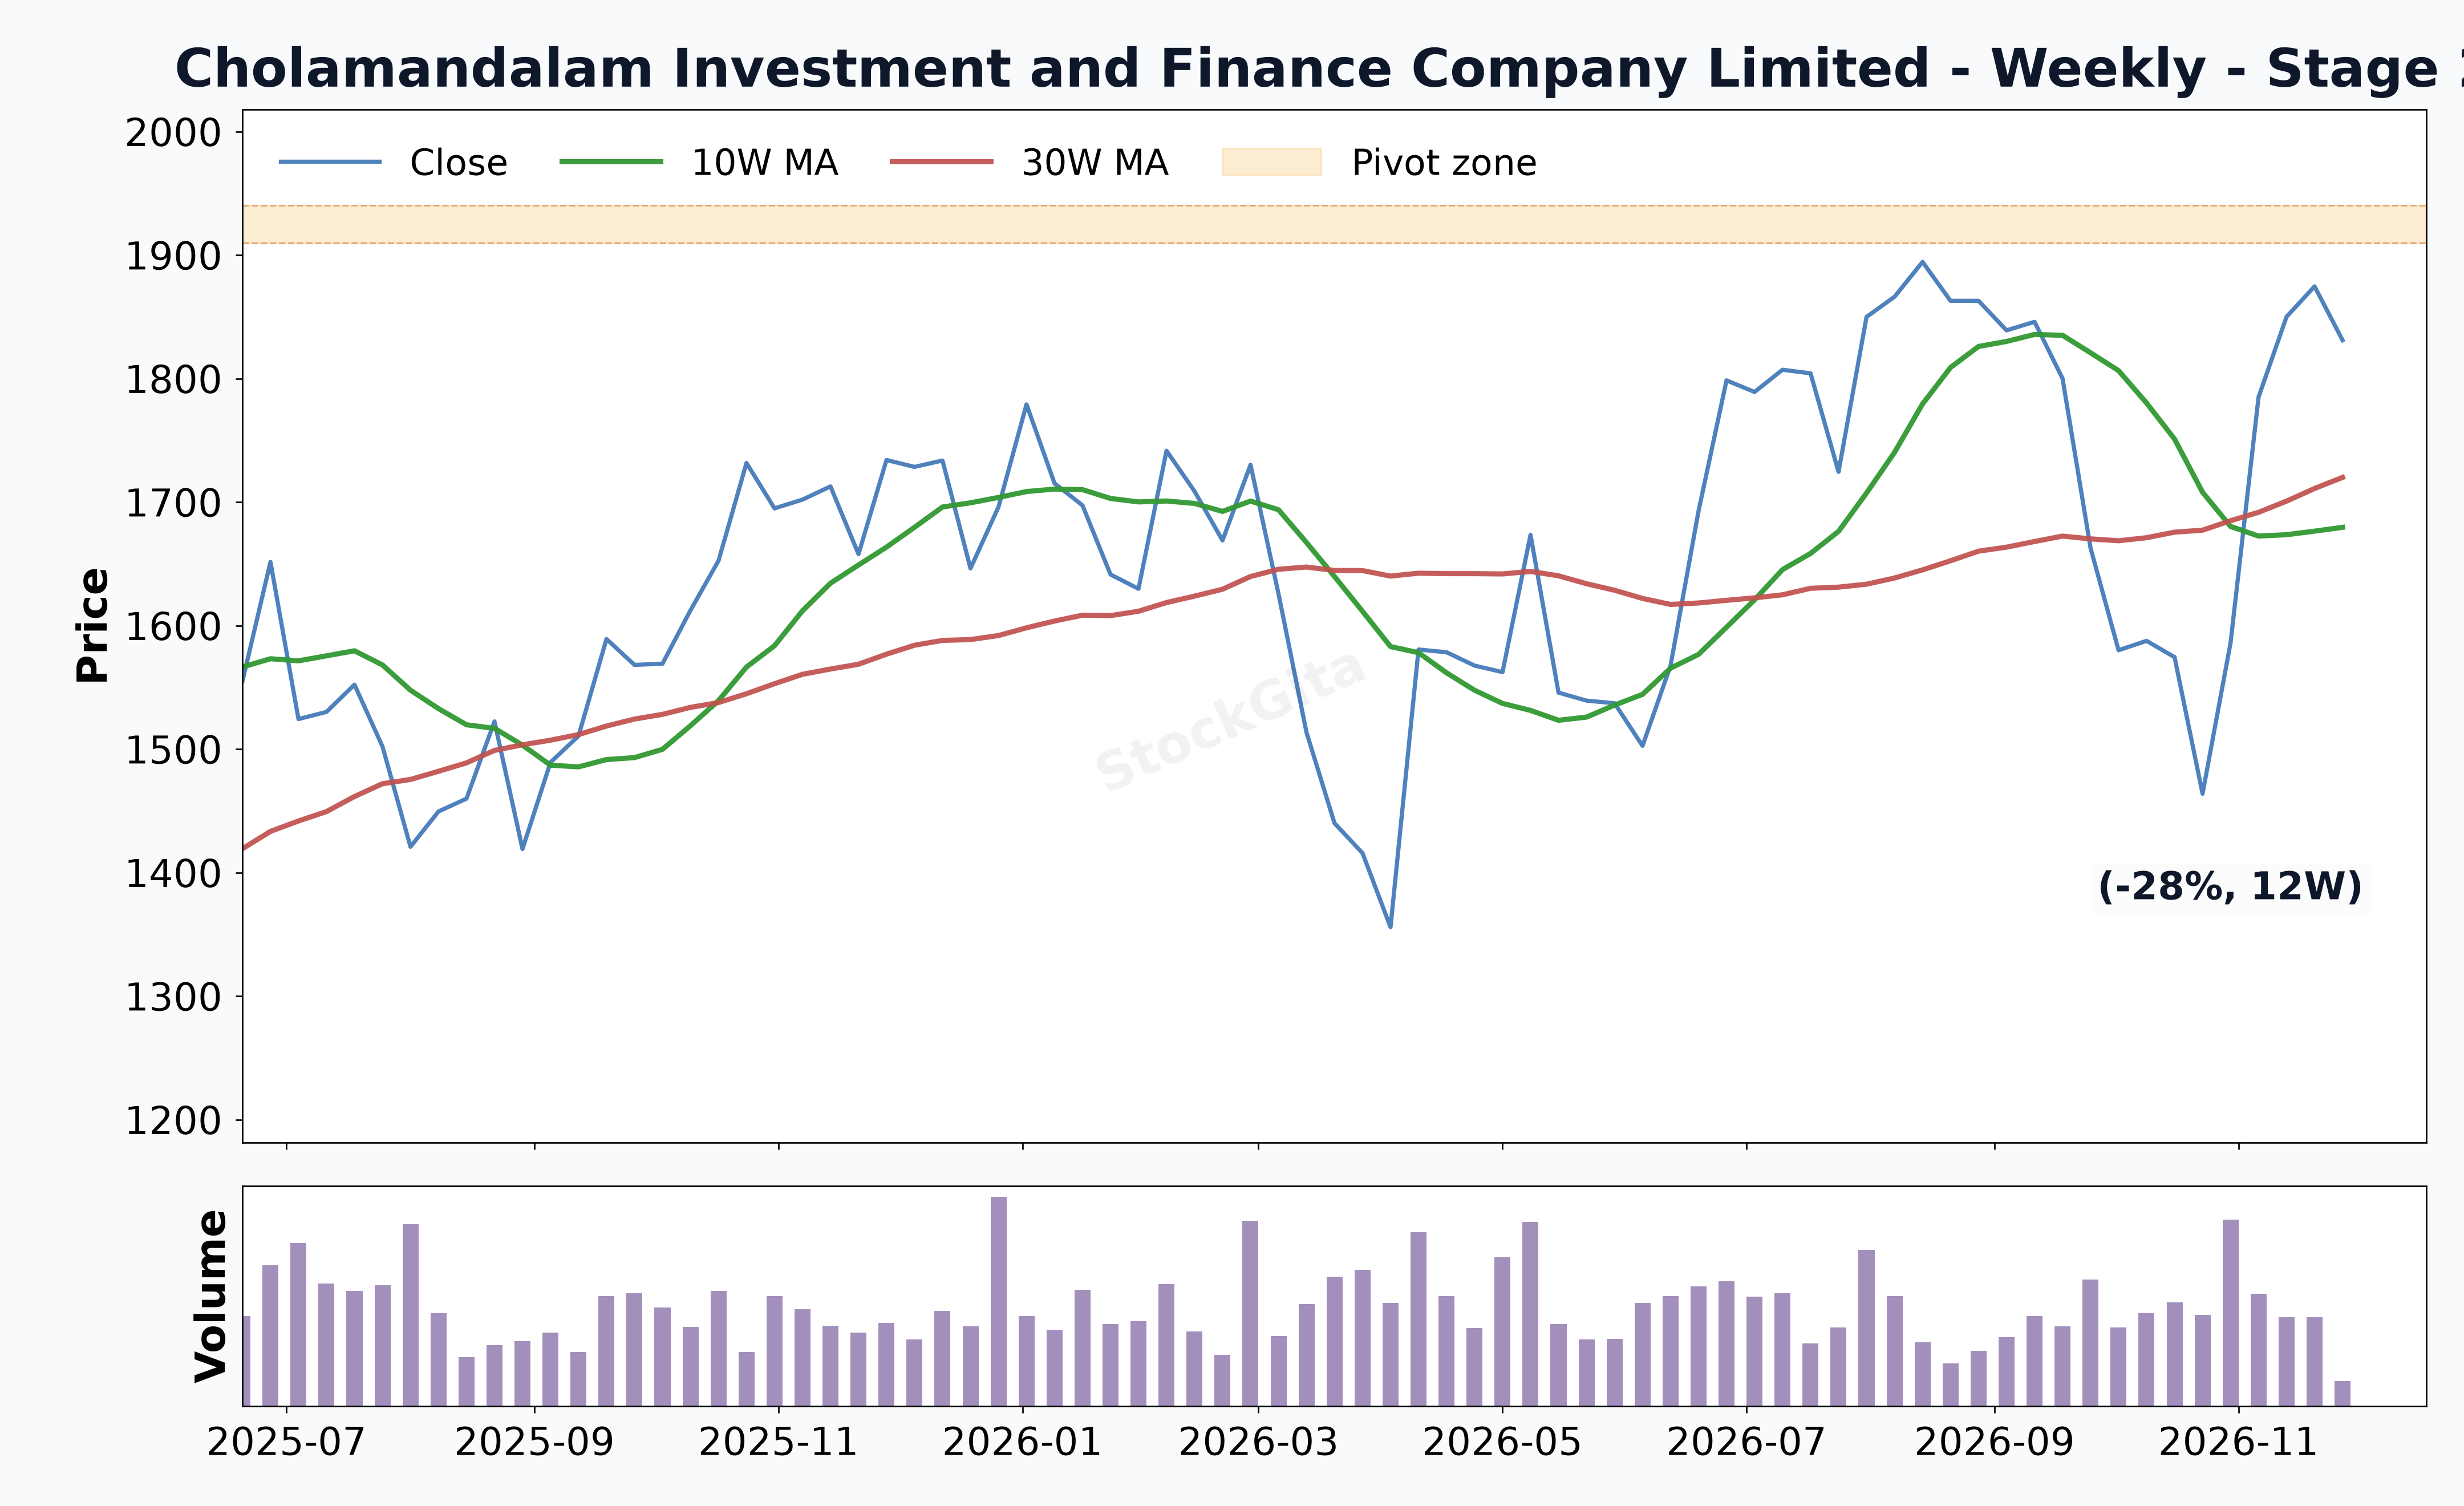 Cholamandalam Investment and Finance Company Limited - Weekly - Stage
Close 10W MA 30W MA Pivot zone
2000
1900
1800
1700
1600
1500
1400
1300
1200
Price
StockGita
(-28%, 12W)
Volume
2025-07 2025-09 2025-11 2026-01 2026-03 2026-05 2026-07 2026-09 2026-11